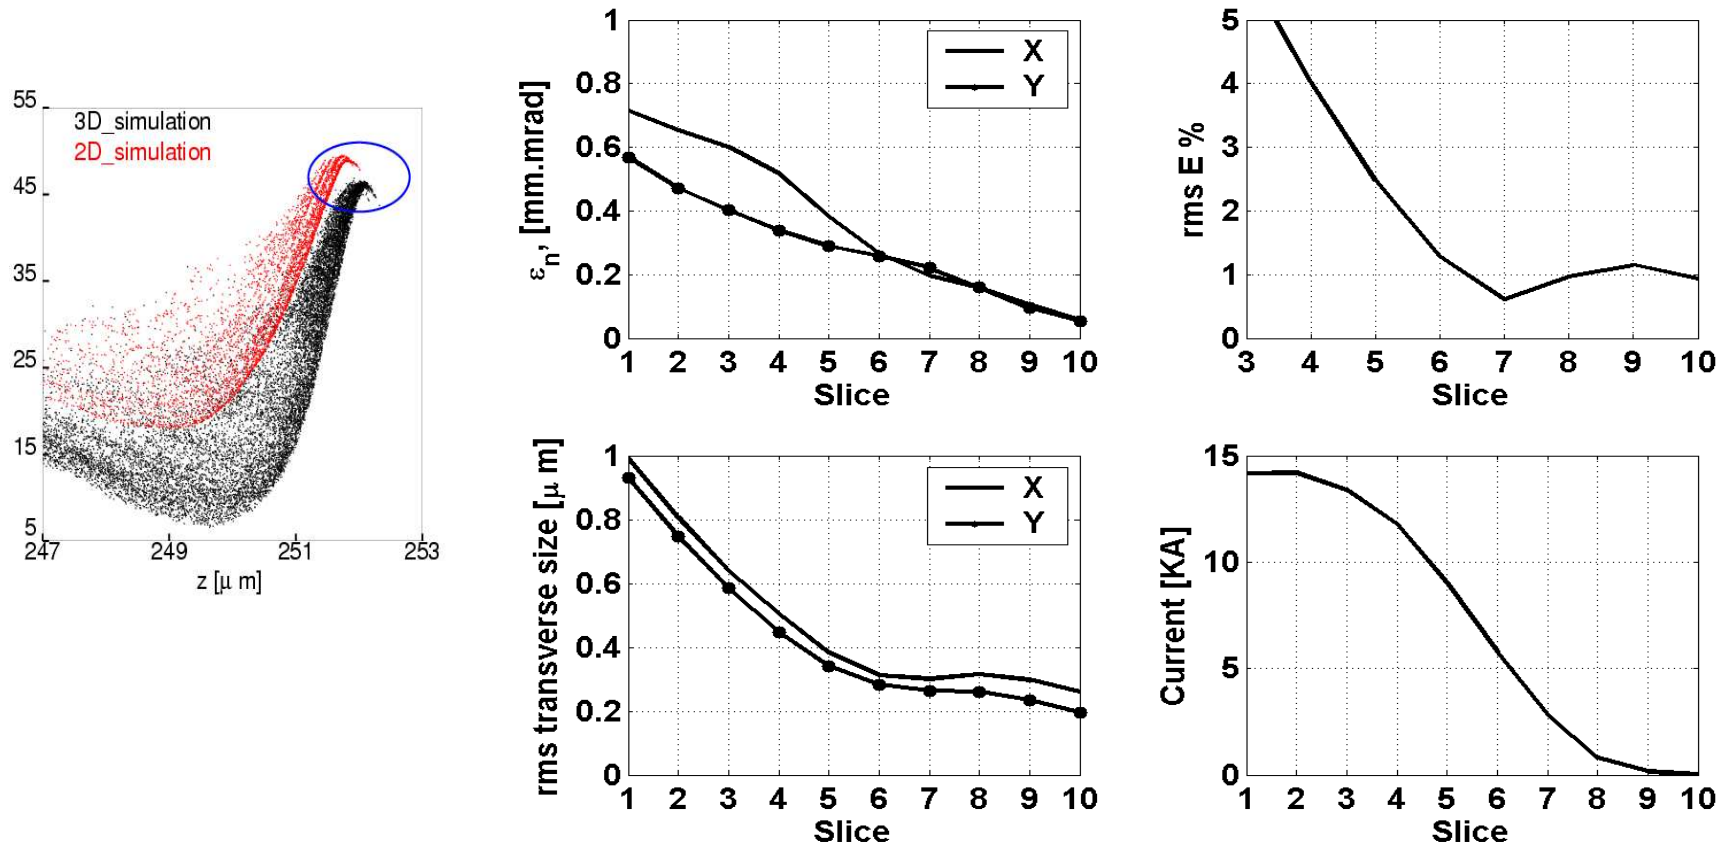 55
45
35
25
15
5
3D_simulation
2D_simulation
247 249 251 253
z [μ m]
1
0.8
0.6
0.4
0.2
0
εn, [mm.mrad]
X
Y
1 2 3 4 5 6 7 8 9 10
Slice
5
4
3
2
1
0
rms E %
3 4 5 6 7 8 9 10
Slice
1
0.8
0.6
0.4
0.2
0
rms transverse size [μ m]
X
Y
1 2 3 4 5 6 7 8 9 10
Slice
15
10
5
0
Current [KA]
1 2 3 4 5 6 7 8 9 10
Slice